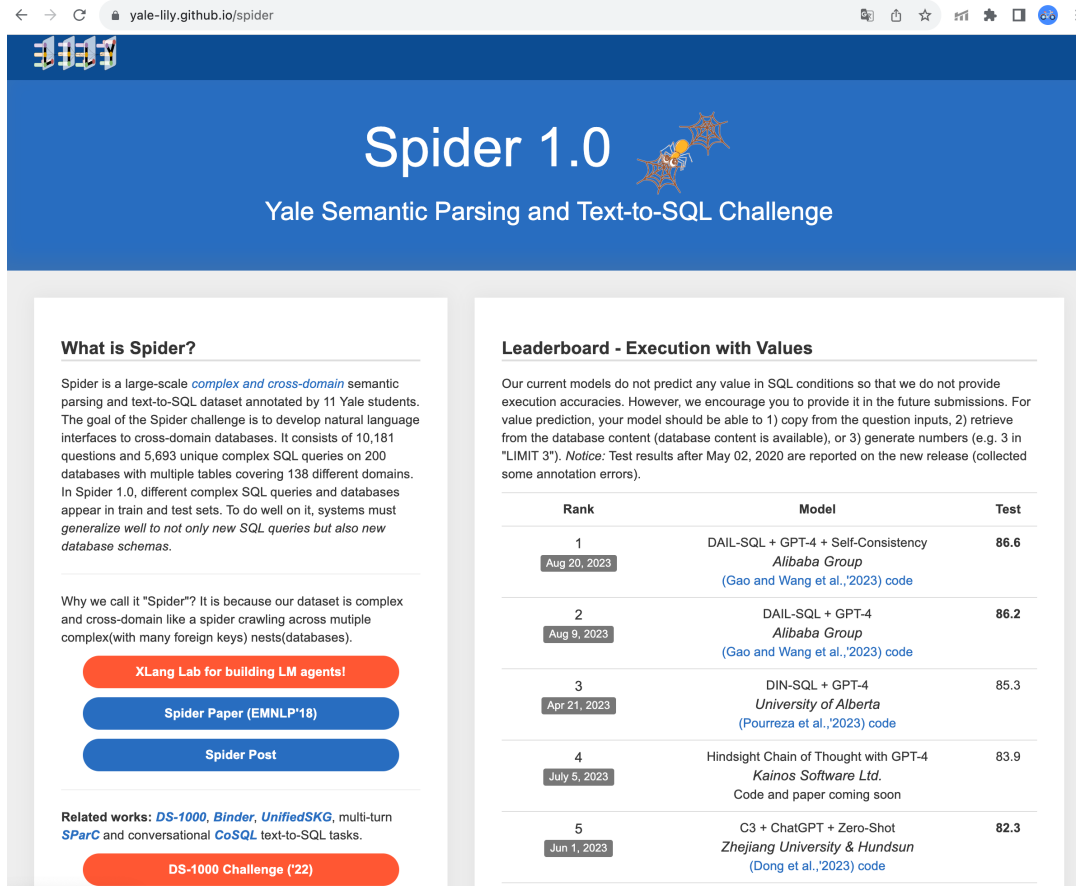 yale-lily.github.io/spider
LILY
Spider 1.0
Yale Semantic Parsing and Text-to-SQL Challenge
What is Spider?
Spider is a large-scale complex and cross-domain semantic
parsing and text-to-SQL dataset annotated by 11 Yale students.
The goal of the Spider challenge is to develop natural language
interfaces to cross-domain databases. It consists of 10,181
questions and 5,693 unique complex SQL queries on 200
databases with multiple tables covering 138 different domains.
In Spider 1.0, different complex SQL queries and databases
appear in train and test sets. To do well on it, systems must
generalize well to not only new SQL queries but also new
database schemas.
Why we call it "Spider"? It is because our dataset is complex
and cross-domain like a spider crawling across mutiple
complex(with many foreign keys) nests(databases).
XLang Lab for building LM agents!
Spider Paper (EMNLP'18)
Spider Post
Related works: DS-1000, Binder, UnifiedSKG, multi-turn
SParC and conversational CoSQL text-to-SQL tasks.
DS-1000 Challenge ('22)
Leaderboard - Execution with Values
Our current models do not predict any value in SQL conditions so that we do not provide
execution accuracies. However, we encourage you to provide it in the future submissions. For
value prediction, your model should be able to 1) copy from the question inputs, 2) retrieve
from the database content (database content is available), or 3) generate numbers (e.g. 3 in
"LIMIT 3"). Notice: Test results after May 02, 2020 are reported on the new release (collected
some annotation errors).
Rank Model Test
1 DAIL-SQL + GPT-4 + Self-Consistency 86.6
Aug 20, 2023 Alibaba Group
(Gao and Wang et al.,'2023) code
2 DAIL-SQL + GPT-4 86.2
Aug 9, 2023 Alibaba Group
(Gao and Wang et al.,'2023) code
3 DIN-SQL + GPT-4 85.3
Apr 21, 2023 University of Alberta
(Pourreza et al.,'2023) code
4 Hindsight Chain of Thought with GPT-4 83.9
July 5, 2023 Kainos Software Ltd.
Code and paper coming soon
5 C3 + ChatGPT + Zero-Shot 82.3
Jun 1, 2023 Zhejiang University & Hundsun
(Dong et al.,'2023) code